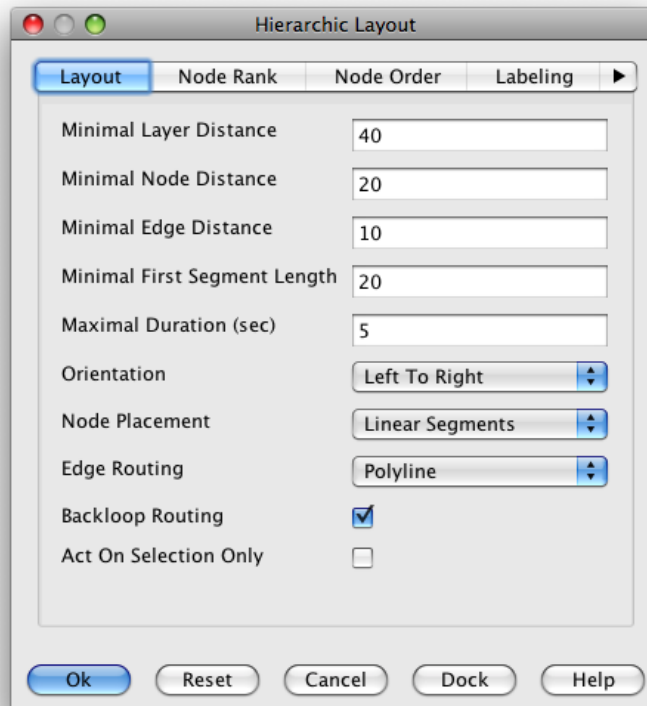 Hierarchic Layout
Layout Node Rank Node Order Labeling
Minimal Layer Distance 40
Minimal Node Distance 20
Minimal Edge Distance 10
Minimal First Segment Length 20
Maximal Duration (sec) 5
Orientation Left To Right
Node Placement Linear Segments
Edge Routing Polyline
Backloop Routing
Act On Selection Only
Ok Reset Cancel Dock Help